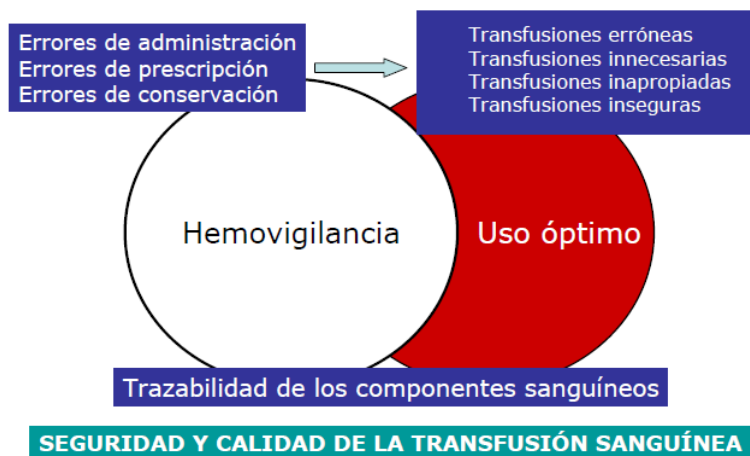 Errores de administración
Errores de prescripción
Errores de conservación
Transfusiones erróneas
Transfusiones innecesarias
Transfusiones inapropiadas
Transfusiones inseguras
Hemovigilancia
Uso óptimo
Trazabilidad de los componentes sanguíneos
SEGURIDAD Y CALIDAD DE LA TRANSFUSIÓN SANGUÍNEA